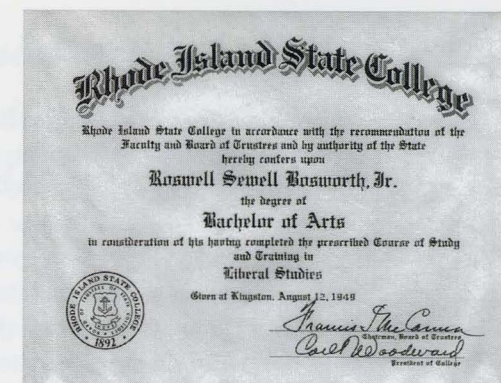 Rhode Island State College
Rhode Island State College in accordance with the recommendation of the
Faculty and Board of Trustees and by authority of the State
hereby confers upon
Roswell Sewell Bosworth, Jr.
the degree of
Bachelor of Arts
in consideration of his having completed the prescribed Course of Study
and Training in
Liberal Studies
Given at Kingston, August 12, 1949
Chairman, Board of Trustees
Carl Woodward
President of College
RHODE ISLAND STATE COLLEGE
1892